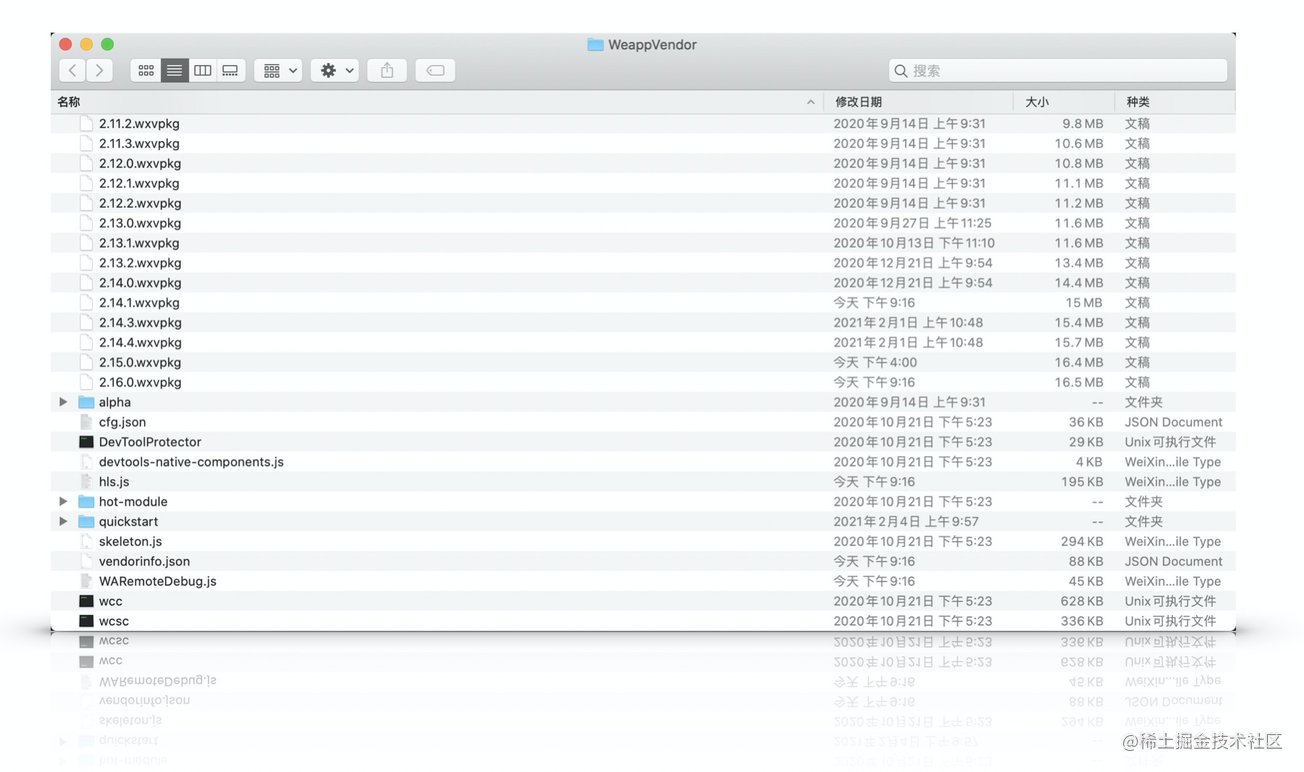 WeappVendor
搜索
名称 修改日期 大小 种类
2.11.2.wxvpkg 2020年9月14日 上午9:31 9.8 MB 文稿
2.11.3.wxvpkg 2020年9月14日 上午9:31 10.6 MB 文稿
2.12.0.wxvpkg 2020年9月14日 上午9:31 10.8 MB 文稿
2.12.1.wxvpkg 2020年9月14日 上午9:31 11.1 MB 文稿
2.12.2.wxvpkg 2020年9月14日 上午9:31 11.2 MB 文稿
2.13.0.wxvpkg 2020年9月27日 上午11:25 11.6 MB 文稿
2.13.1.wxvpkg 2020年10月13日 下午11:10 11.6 MB 文稿
2.13.2.wxvpkg 2020年12月21日 上午9:54 13.4 MB 文稿
2.14.0.wxvpkg 2020年12月21日 上午9:54 14.4 MB 文稿
2.14.1.wxvpkg 今天 下午9:16 15 MB 文稿
2.14.3.wxvpkg 2021年2月1日 上午10:48 15.4 MB 文稿
2.14.4.wxvpkg 2021年2月1日 上午10:48 15.7 MB 文稿
2.15.0.wxvpkg 今天 下午4:00 16.4 MB 文稿
2.16.0.wxvpkg 今天 下午9:16 16.5 MB 文稿
alpha 2020年9月14日 上午9:31 -- 文件夹
cfg.json 2020年10月21日 下午5:23 36 KB JSON Document
DevToolProtector 2020年10月21日 下午5:23 29 KB Unix可执行文件
devtools-native-components.js 2020年10月21日 下午5:23 4 KB WeiXin...ile Type
hls.js 今天 下午9:16 195 KB WeiXin...ile Type
hot-module 2020年10月21日 下午5:23 -- 文件夹
quickstart 2021年2月4日 上午9:57 -- 文件夹
skeleton.js 2020年10月21日 下午5:23 294 KB WeiXin...ile Type
vendorinfo.json 今天 下午9:16 88 KB JSON Document
WARemoteDebug.js 今天 下午9:16 45 KB WeiXin...ile Type
wcc 2020年10月21日 下午5:23 628 KB Unix可执行文件
wcsc 2020年10月21日 下午5:23 336 KB Unix可执行文件
@稀土掘金技术社区